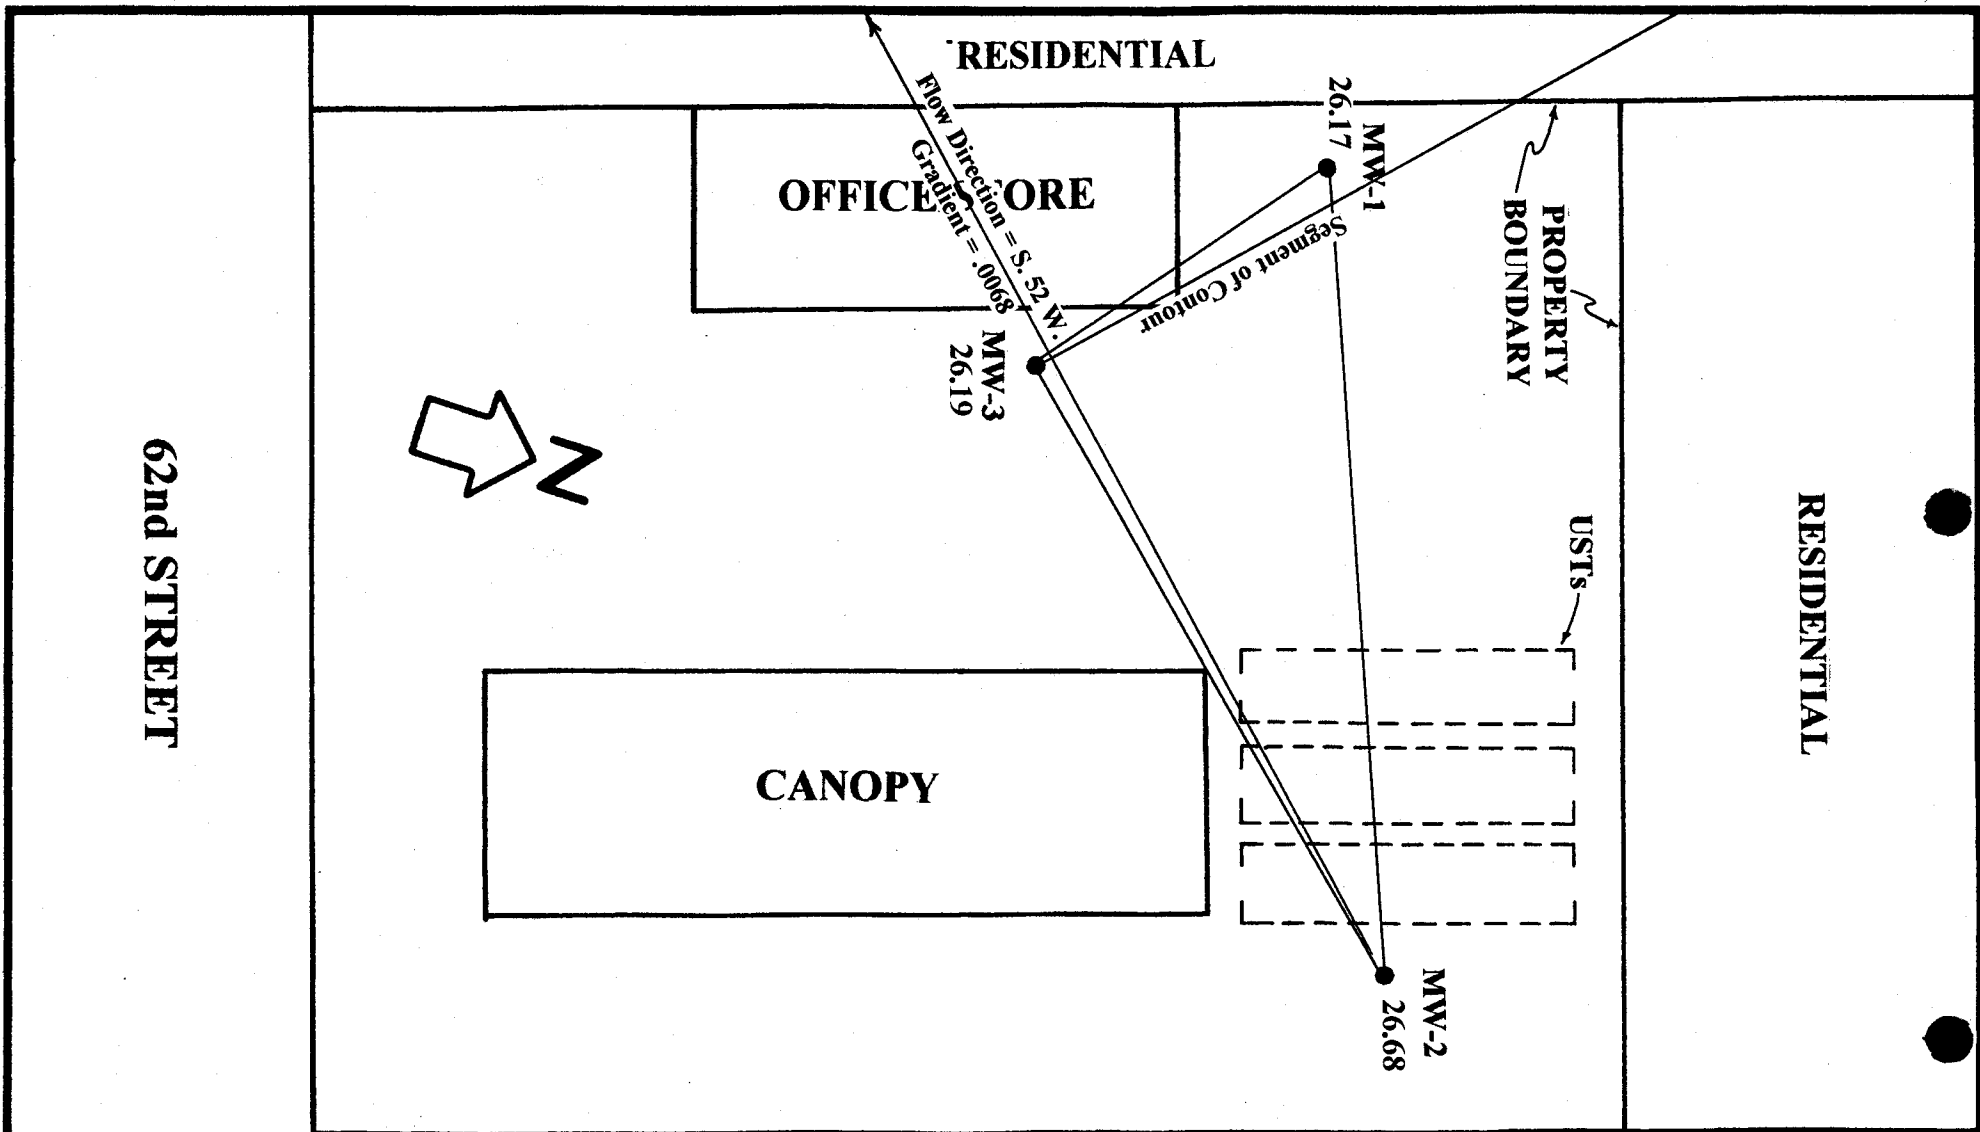 RESIDENTIAL
26.17
MW-1
Flow Direction = S. 52 W.
Gradient = .0068
OFFICE
ORE
Segment of Contour
PROPERTY
BOUNDARY
MW-3
26.19
N
62nd STREET
USTs
RESIDENTIAL
CANOPY
MW-2
26.68